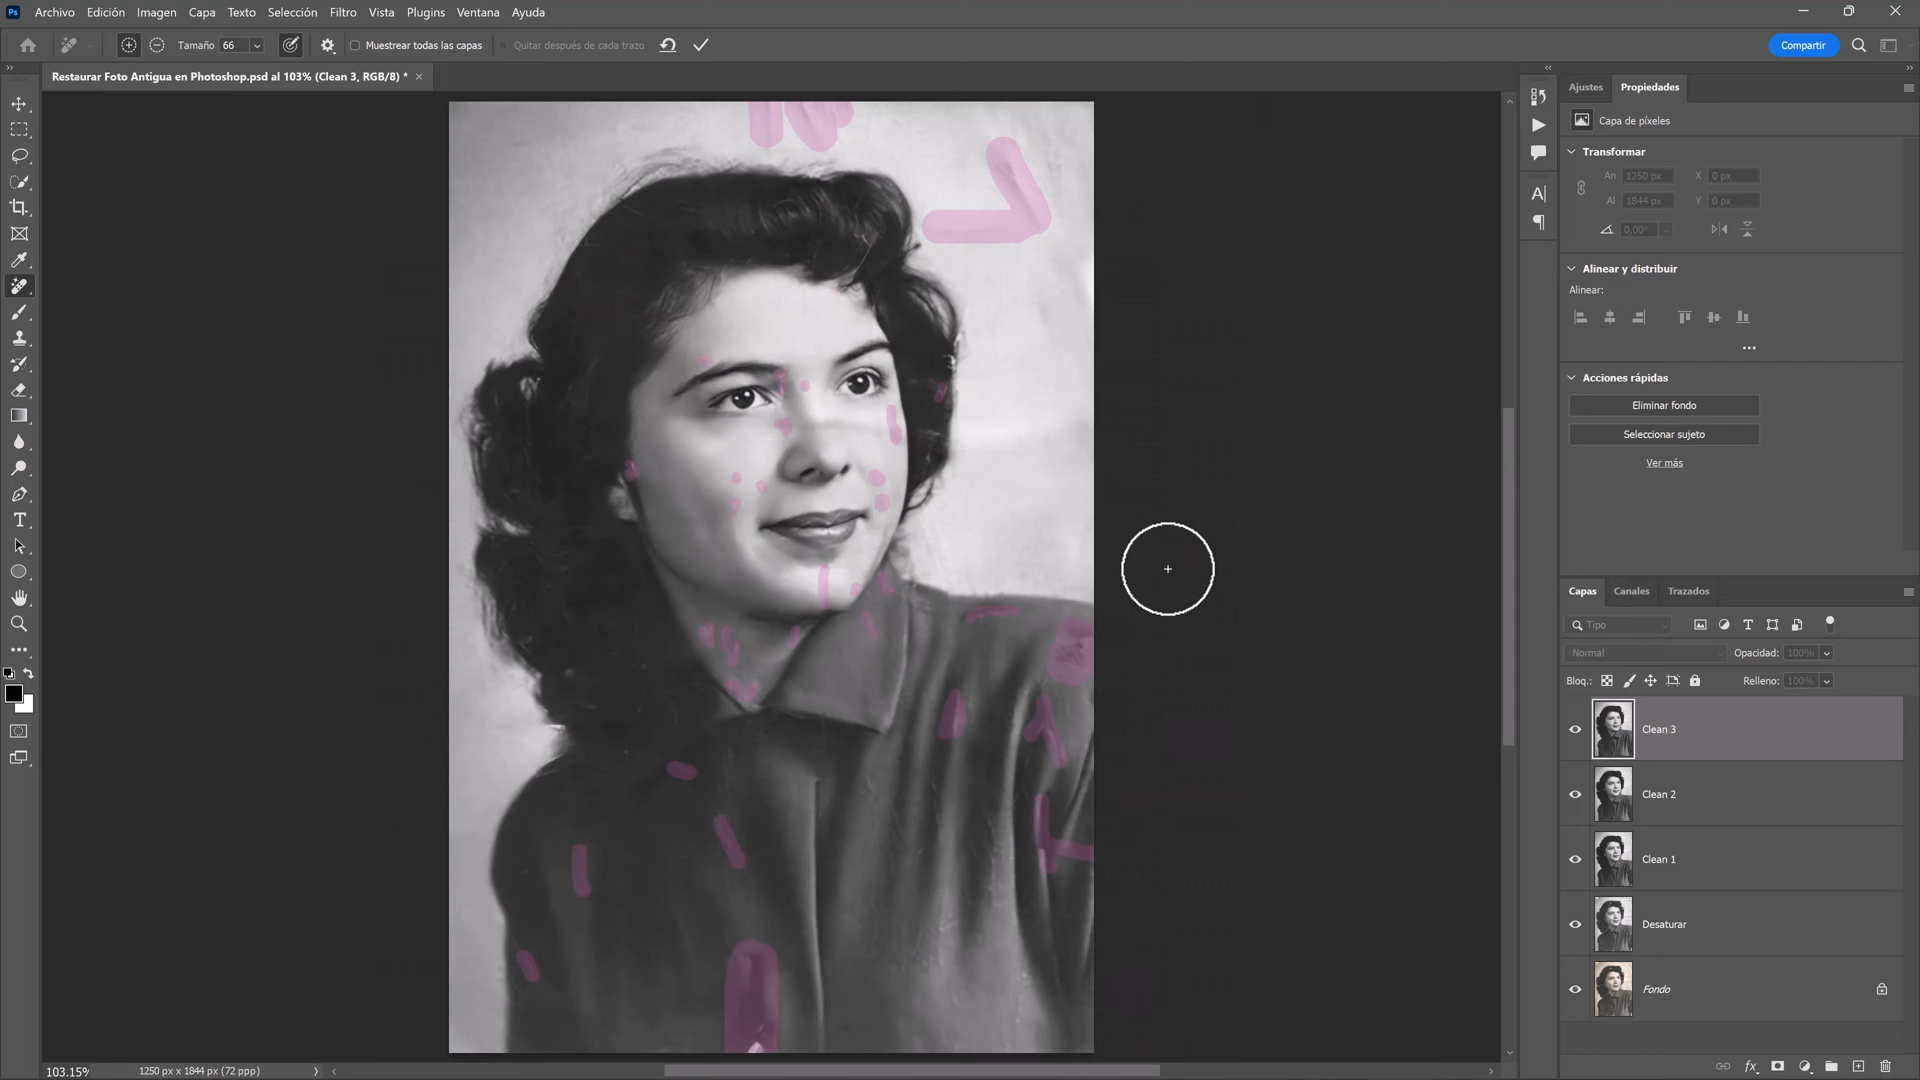 Ps Archivo Edición Imagen Capa Texto Selección Filtro Vista Plugins Ventana Ayuda
Tamaño 66 Muestrear todas las capas Quitar después de cada trazo Compartir
Restaurar Foto Antigua en Photoshop.psd al 103% (Clean 3, RGB/8) *
Ajustes Propiedades
Capa de píxeles
Transformar
An 1250 px X 0 px
Al 1844 px Y 0 px
0,00°
Alinear y distribuir
Alinear:
Acciones rápidas
Eliminar fondo
Seleccionar sujeto
Ver más
Capas Canales Trazados
Tipo
Normal Opacidad: 100%
Bloq.: Relleno: 100%
Clean 3
Clean 2
Clean 1
Desaturar
Fondo
103.15% 1250 px x 1844 px (72 ppp)